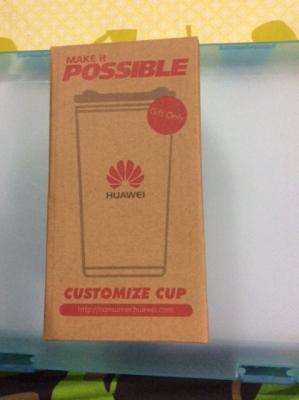 MAKE it
POSSIBLE
Gift Only
HUAWEI
CUSTOMIZE CUP
http://consumer.huawei.com